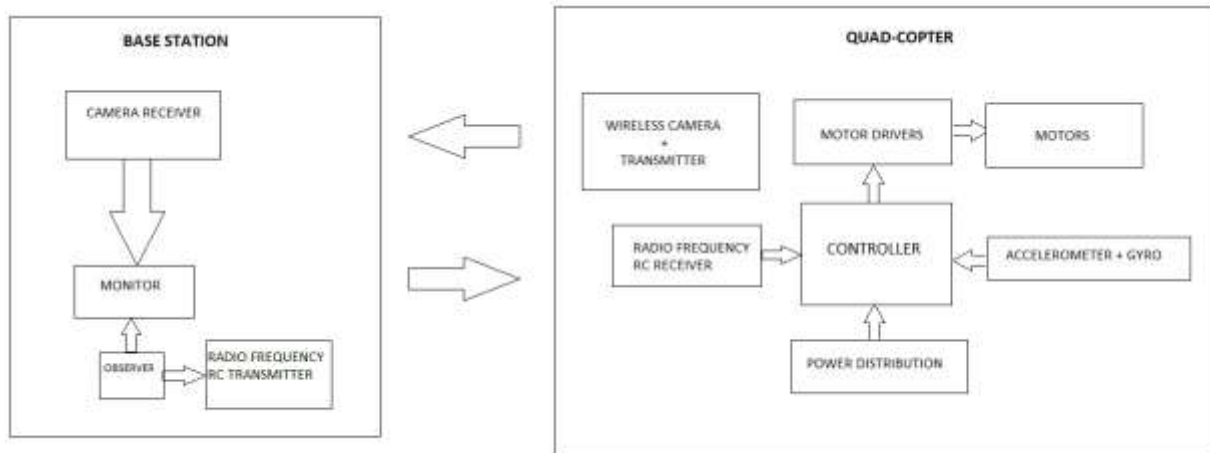 BASE STATION
CAMERA RECEIVER
MONITOR
OBSERVER
RADIO FREQUENCY
RC TRANSMITTER
QUAD-COPTER
WIRELESS CAMERA
+
TRANSMITTER
MOTOR DRIVERS
MOTORS
RADIO FREQUENCY
RC RECEIVER
CONTROLLER
ACCELEROMETER + GYRO
POWER DISTRIBUTION